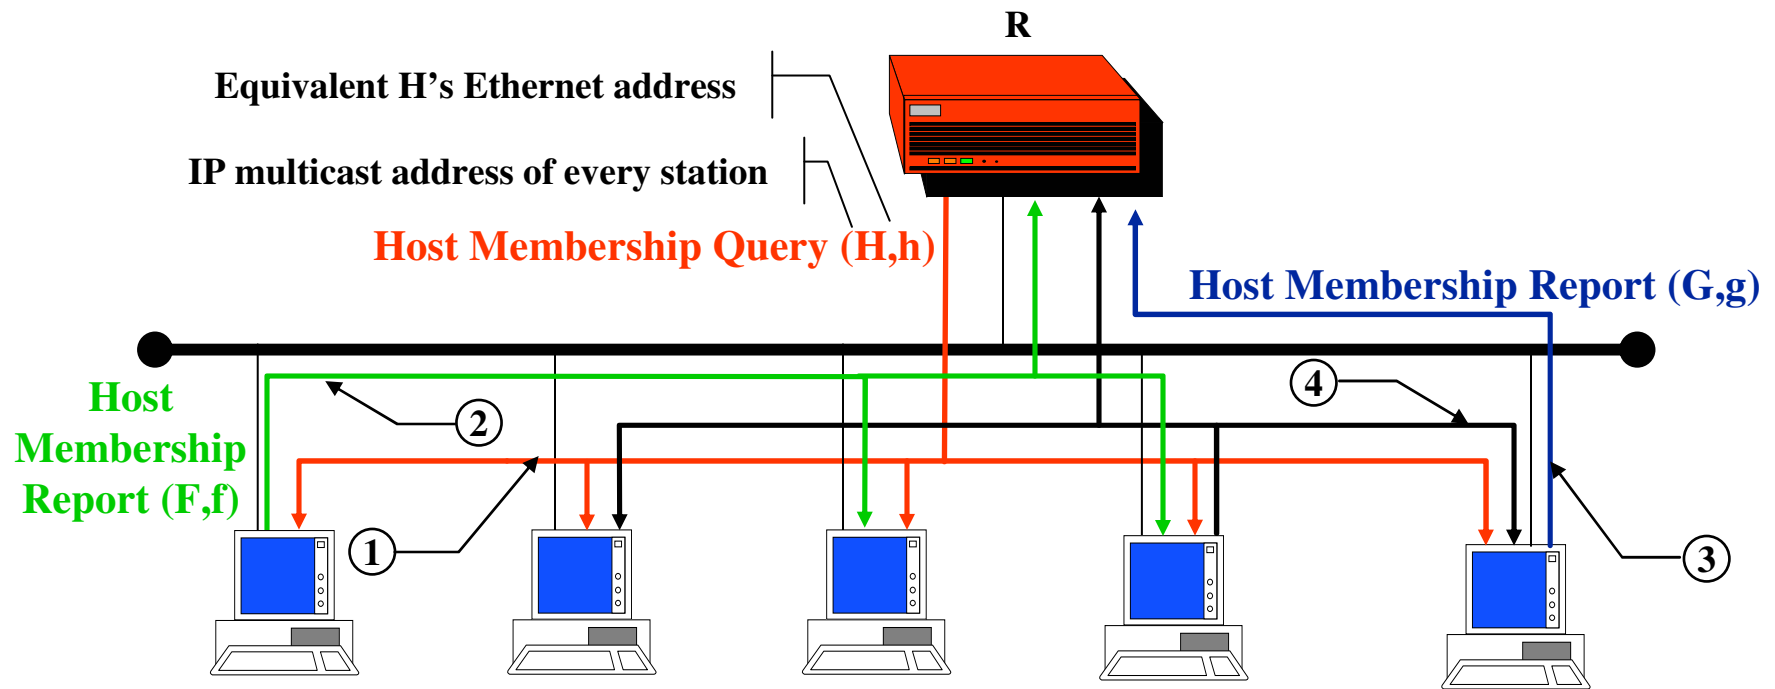 R
Equivalent H’s Ethernet address
IP multicast address of every station
Host Membership Query (H,h)
Host Membership Report (G,g)
Host
Membership
Report (F,f)
2
4
1
3